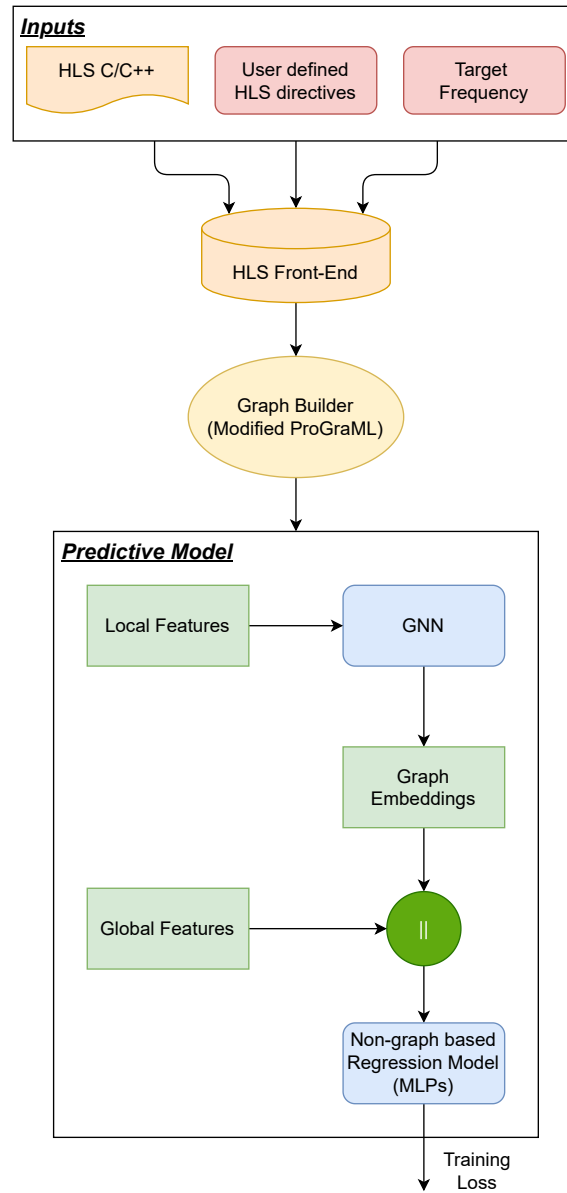 Inputs
HLS C/C++
User defined
HLS directives
Target
Frequency
HLS Front-End
Graph Builder
(Modified ProGraML)
Predictive Model
Local Features
GNN
Graph
Embeddings
Global Features
||
Non-graph based
Regression Model
(MLPs)
Training
Loss